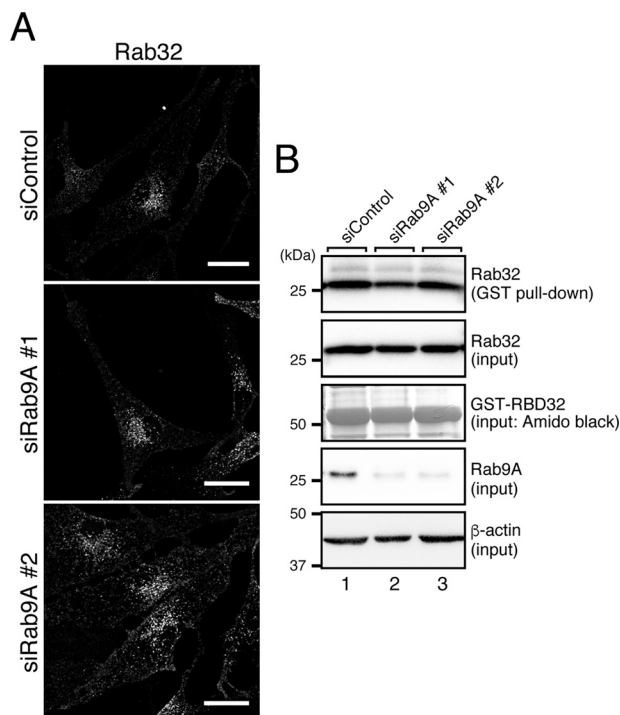 A
Rab32
siControl
siRab9A #1
siRab9A #2
B
siControl
siRab9A #1
siRab9A #2
(kDa)
25
Rab32
(GST pull-down)
25
Rab32
(input)
50
GST-RBD32
(input: Amido black)
25
Rab9A
(input)
50
37
β-actin
(input)
1 2 3